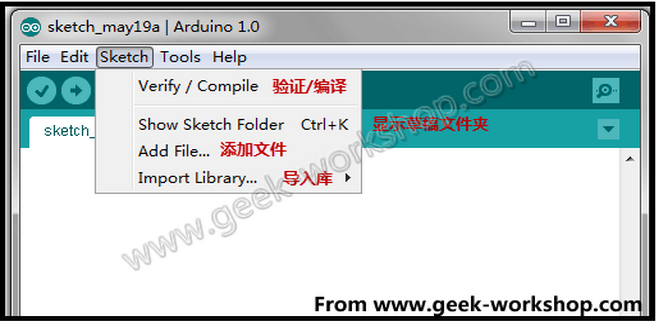 sketch_may19a | Arduino 1.0
File Edit Sketch Tools Help
Verify / Compile 验证/编译
sketch_
Show Sketch Folder Ctrl+K 显示草稿文件夹
Add File... 添加文件
Import Library... 导入库
www.geek-workshop.com
From www.geek-workshop.com